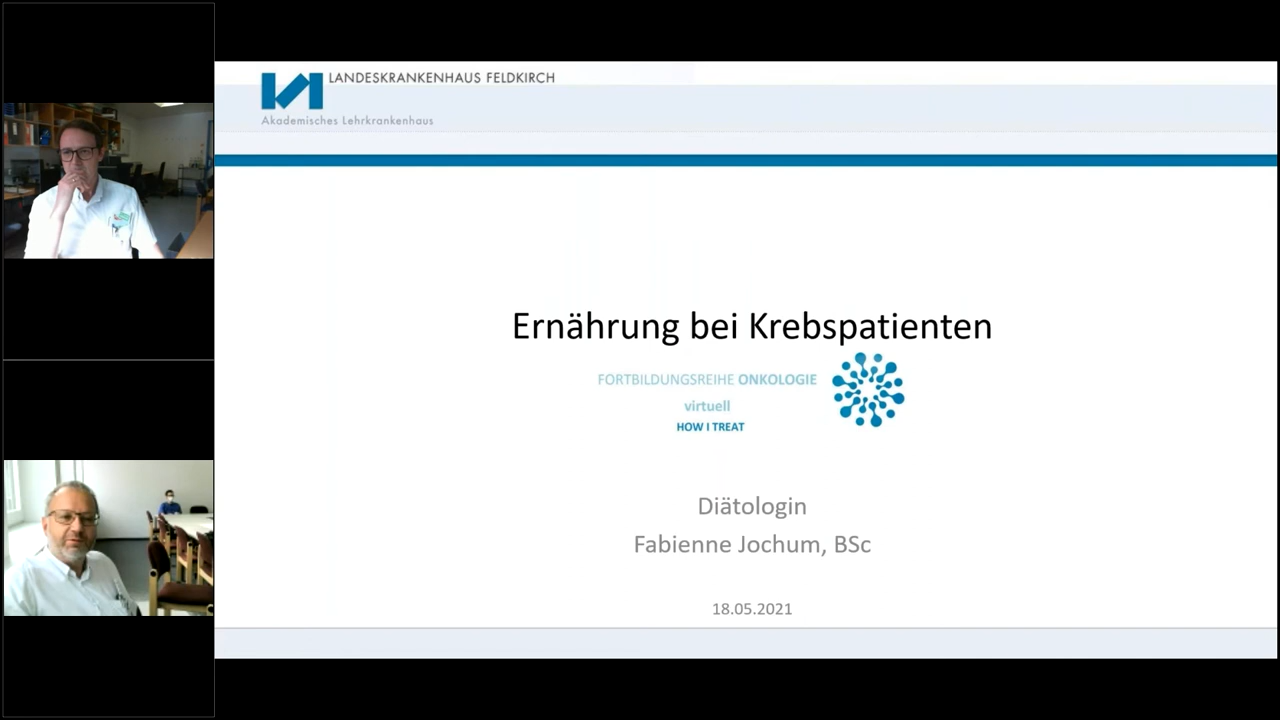 LANDESKRANKENHAUS FELDKIRCH
Akademisches Lehrkrankenhaus
Ernährung bei Krebspatienten
FORTBILDUNGSREIHE ONKOLOGIE
virtuell
HOW I TREAT
Diätologin
Fabienne Jochum, BSc
18.05.2021